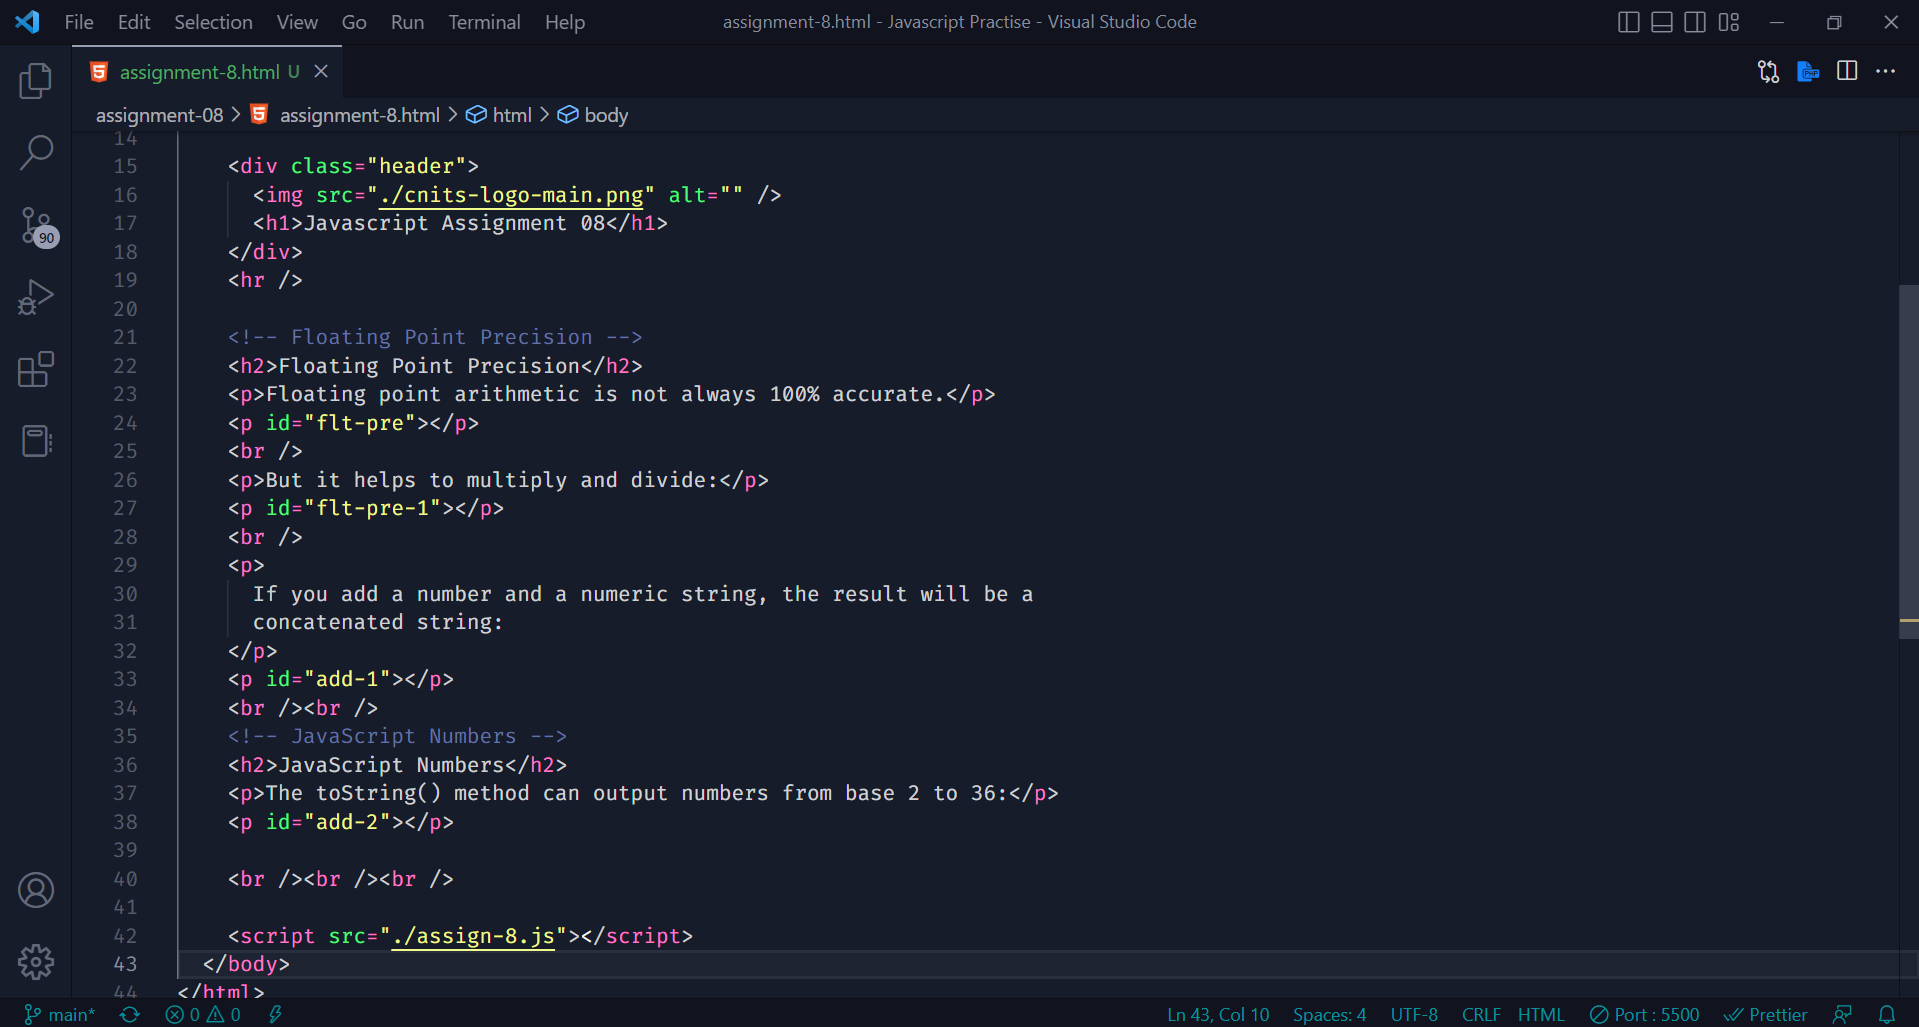 File Edit Selection View Go Run Terminal Help
assignment-8.html - Javascript Practise - Visual Studio Code
assignment-8.html U
assignment-08 > assignment-8.html > html > body
90
14
15 <div class="header">
16 <img src="./cnits-logo-main.png" alt="" />
17 <h1>Javascript Assignment 08</h1>
18 </div>
19 <hr />
20
21 <!-- Floating Point Precision -->
22 <h2>Floating Point Precision</h2>
23 <p>Floating point arithmetic is not always 100% accurate.</p>
24 <p id="flt-pre"></p>
25 <br />
26 <p>But it helps to multiply and divide:</p>
27 <p id="flt-pre-1"></p>
28 <br />
29 <p>
30 If you add a number and a numeric string, the result will be a
31 concatenated string:
32 </p>
33 <p id="add-1"></p>
34 <br /><br />
35 <!-- JavaScript Numbers -->
36 <h2>JavaScript Numbers</h2>
37 <p>The toString() method can output numbers from base 2 to 36:</p>
38 <p id="add-2"></p>
39
40 <br /><br /><br />
41
42 <script src="./assign-8.js"></script>
43 </body>
44 </html>
main* 0 0 Ln 43, Col 10 Spaces: 4 UTF-8 CRLF HTML Port : 5500 Prettier